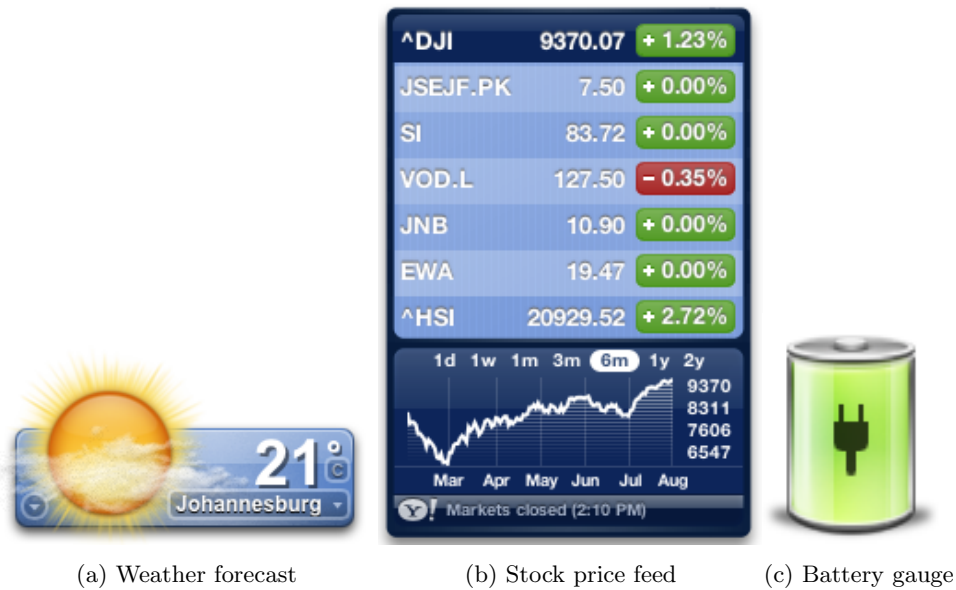 ^DJI 9370.07 + 1.23%
JSEJF.PK 7.50 + 0.00%
SI 83.72 + 0.00%
VOD.L 127.50 − 0.35%
JNB 10.90 + 0.00%
EWA 19.47 + 0.00%
^HSI 20929.52 + 2.72%
1d 1w 1m 3m 6m 1y 2y
9370
8311
7606
6547
Mar Apr May Jun Jul Aug
Y! Markets closed (2:10 PM)
21° C
Johannesburg
(a) Weather forecast
(b) Stock price feed
(c) Battery gauge